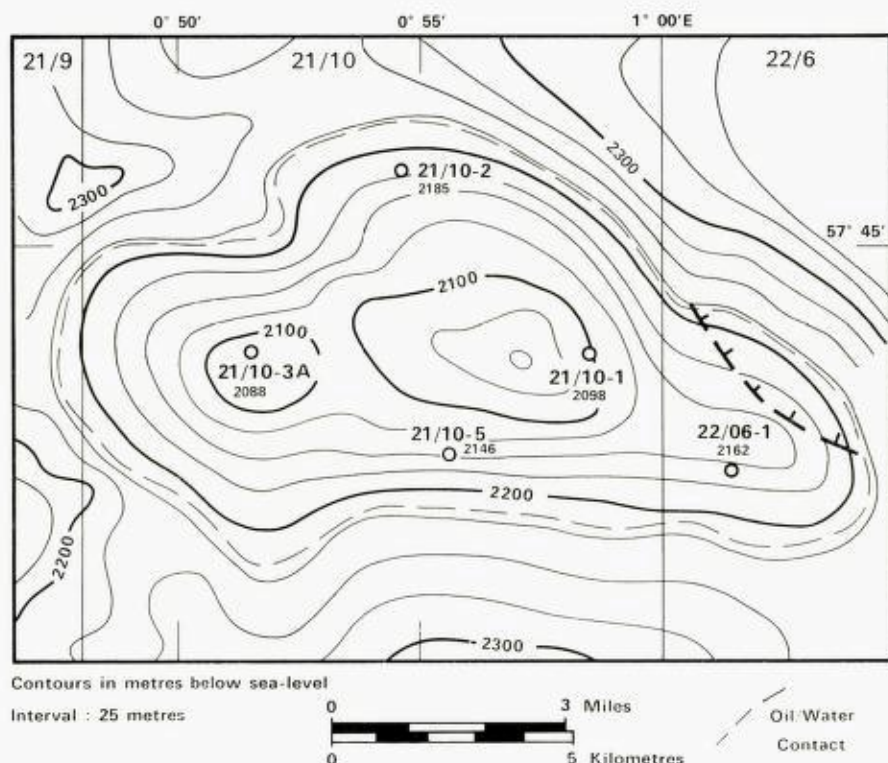 0° 50′ 0° 55′ 1° 00′E
21/9 21/10 22/6
2300
2300
21/10-2
2185
57° 45′
2100
2100
21/10-3A
2088
21/10-1
2098
21/10-5
2146
22/06-1
2162
2200
2200
2300
Contours in metres below sea-level
Interval : 25 metres
0 3 Miles
0 5 Kilometres
Oil/Water
Contact